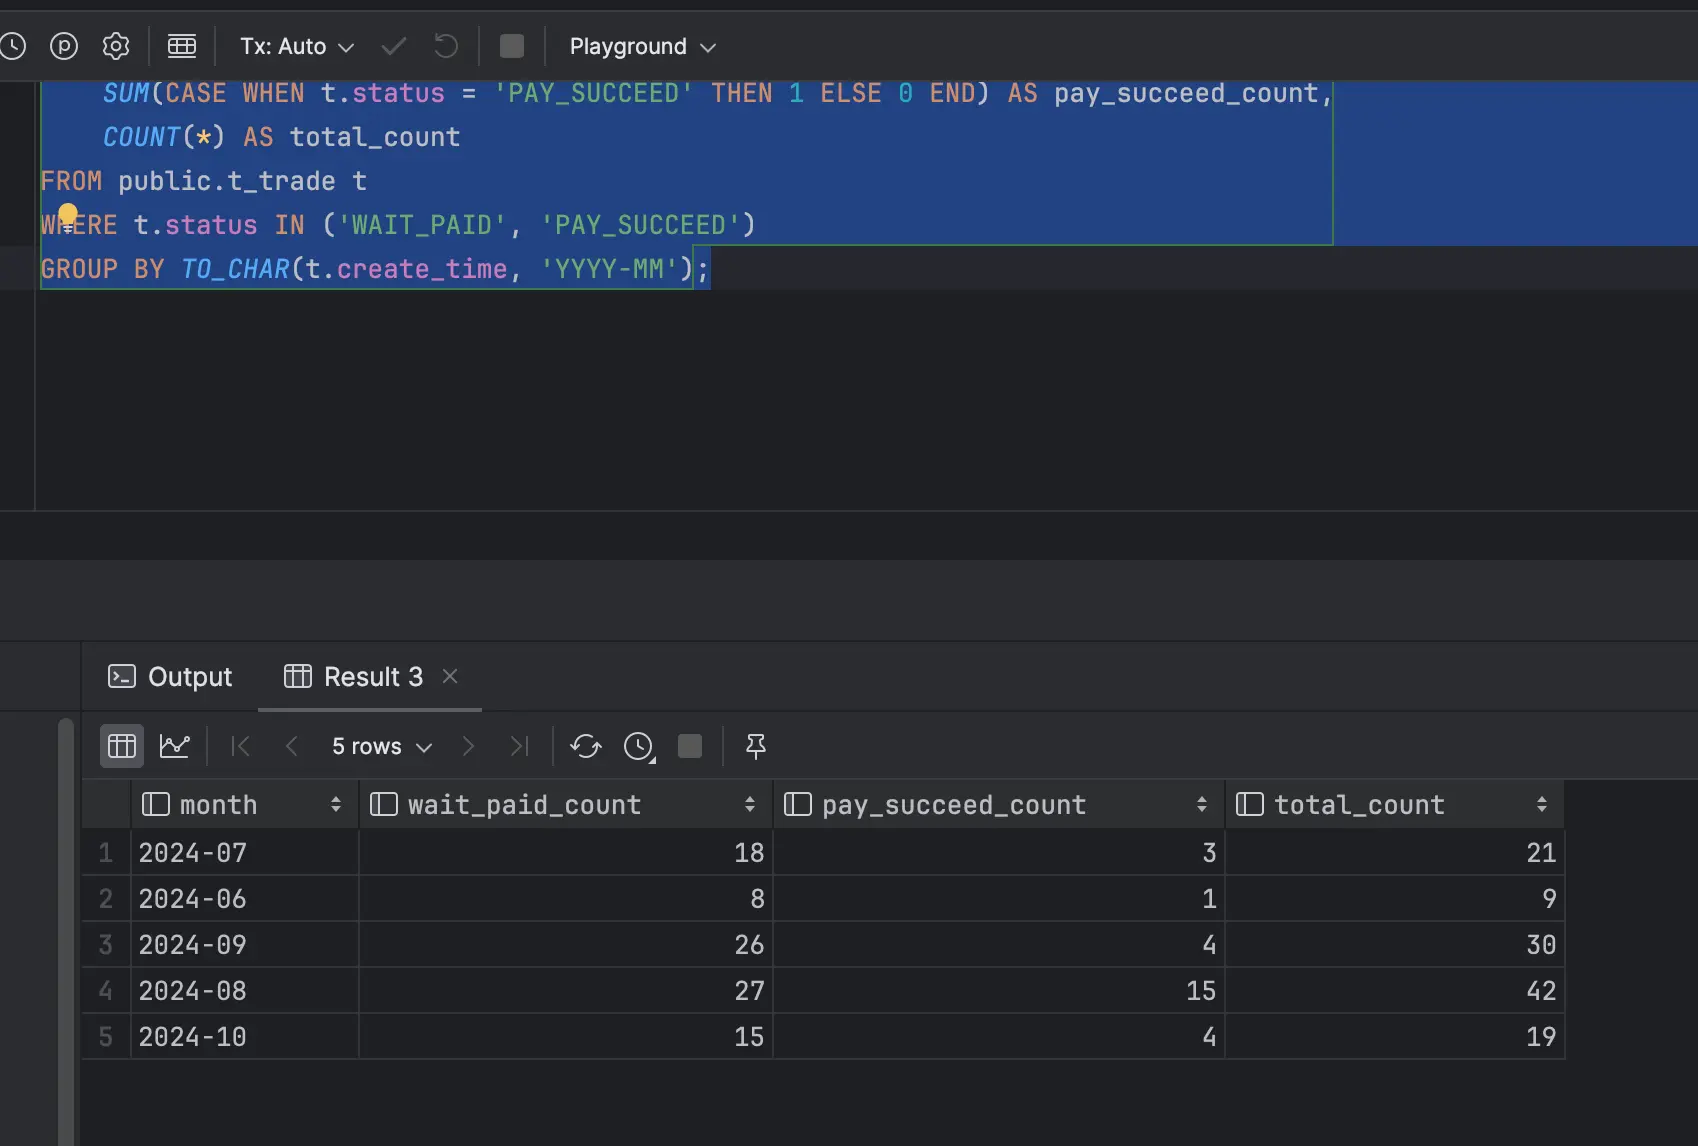 Tx: Auto Playground
SUM(CASE WHEN t.status = 'PAY_SUCCEED' THEN 1 ELSE 0 END) AS pay_succeed_count,
COUNT(*) AS total_count
FROM public.t_trade t
WHERE t.status IN ('WAIT_PAID', 'PAY_SUCCEED')
GROUP BY TO_CHAR(t.create_time, 'YYYY-MM');
Output Result 3
5 rows
month wait_paid_count pay_succeed_count total_count
1 2024-07 18 3 21
2 2024-06 8 1 9
3 2024-09 26 4 30
4 2024-08 27 15 42
5 2024-10 15 4 19